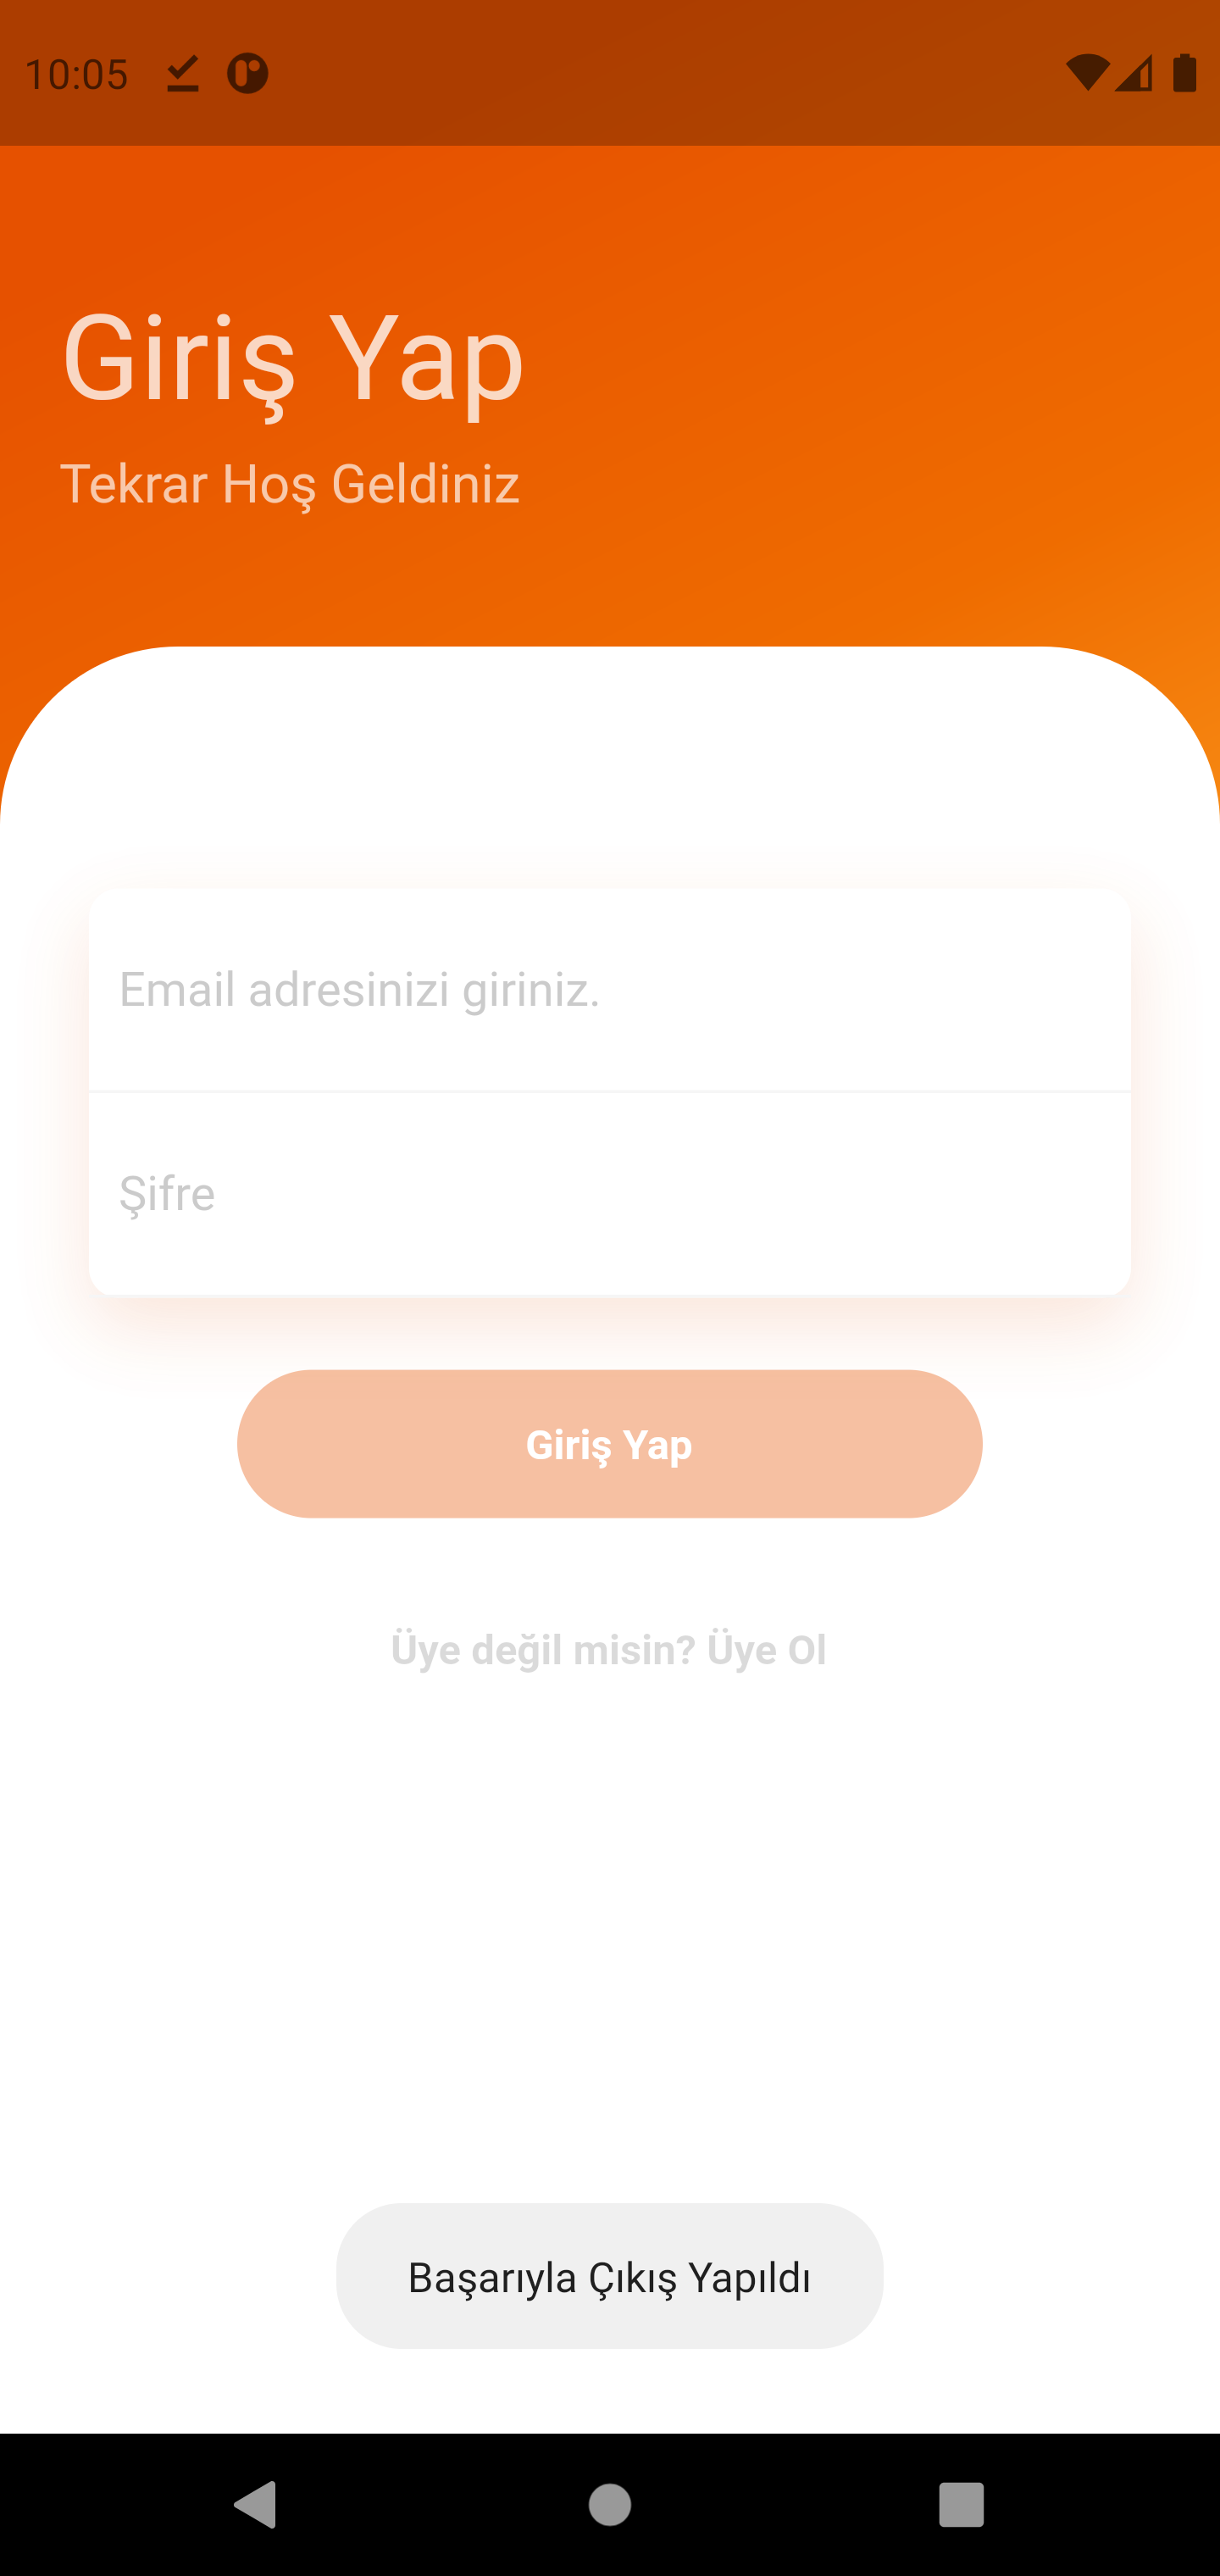 10:05
Giriş Yap
Tekrar Hoş Geldiniz
Email adresinizi giriniz.
Şifre
Giriş Yap
Üye değil misin? Üye Ol
Başarıyla Çıkış Yapıldı